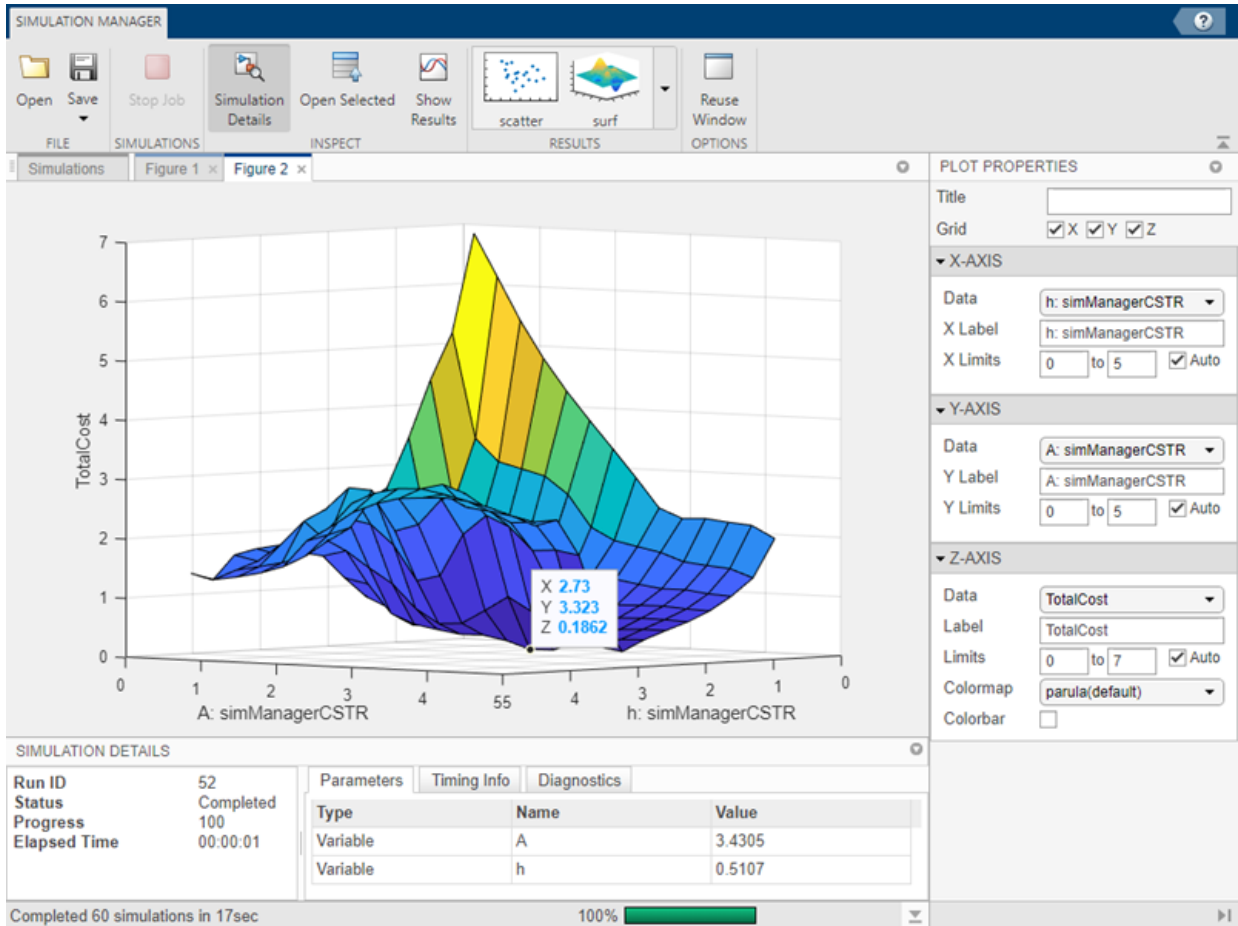 SIMULATION MANAGER
?
Open
Save
Stop Job
Simulation
Details
Open Selected
Show
Results
scatter
surf
Reuse
Window
FILE
SIMULATIONS
INSPECT
RESULTS
OPTIONS
Simulations
Figure 1 ×
Figure 2 ×
7
6
5
4
3
2
1
0
TotalCost
X 2.73
Y 3.323
Z 0.1862
0 1 2 3 4 55 4 3 2 1 0
A: simManagerCSTR
h: simManagerCSTR
PLOT PROPERTIES
Title
Grid X Y Z
X-AXIS
Data h: simManagerCSTR
X Label h: simManagerCSTR
X Limits 0 to 5 Auto
Y-AXIS
Data A: simManagerCSTR
Y Label A: simManagerCSTR
Y Limits 0 to 5 Auto
Z-AXIS
Data TotalCost
Label TotalCost
Limits 0 to 7 Auto
Colormap parula(default)
Colorbar
SIMULATION DETAILS
Run ID 52
Status Completed
Progress 100
Elapsed Time 00:00:01
Parameters Timing Info Diagnostics
Type Name Value
Variable A 3.4305
Variable h 0.5107
Completed 60 simulations in 17sec
100%